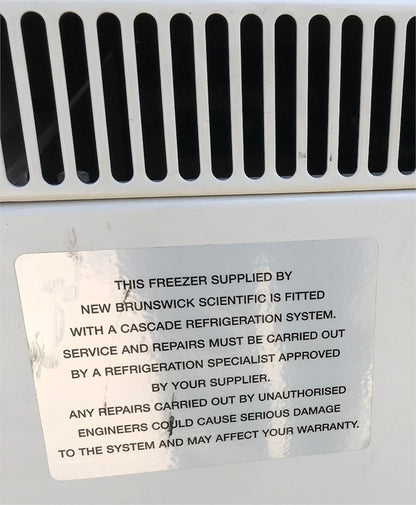 THIS FREEZER SUPPLIED BY
NEW BRUNSWICK SCIENTIFIC IS FITTED
WITH A CASCADE REFRIGERATION SYSTEM.
SERVICE AND REPAIRS MUST BE CARRIED OUT
BY A REFRIGERATION SPECIALIST APPROVED
BY YOUR SUPPLIER.
ANY REPAIRS CARRIED OUT BY UNAUTHORISED
ENGINEERS COULD CAUSE SERIOUS DAMAGE
TO THE SYSTEM AND MAY AFFECT YOUR WARRANTY.